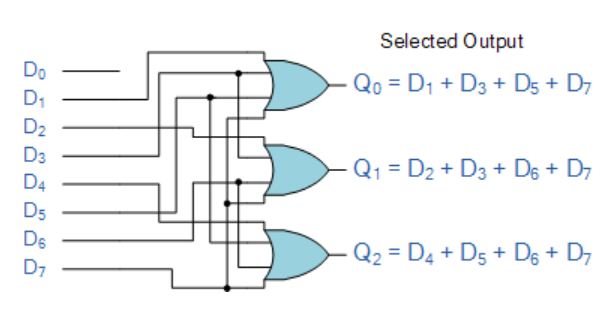 Selected Output
D₀
D₁
D₂
D₃
D₄
D₅
D₆
D₇
Q₀ = D₁ + D₃ + D₅ + D₇
Q₁ = D₂ + D₃ + D₆ + D₇
Q₂ = D₄ + D₅ + D₆ + D₇